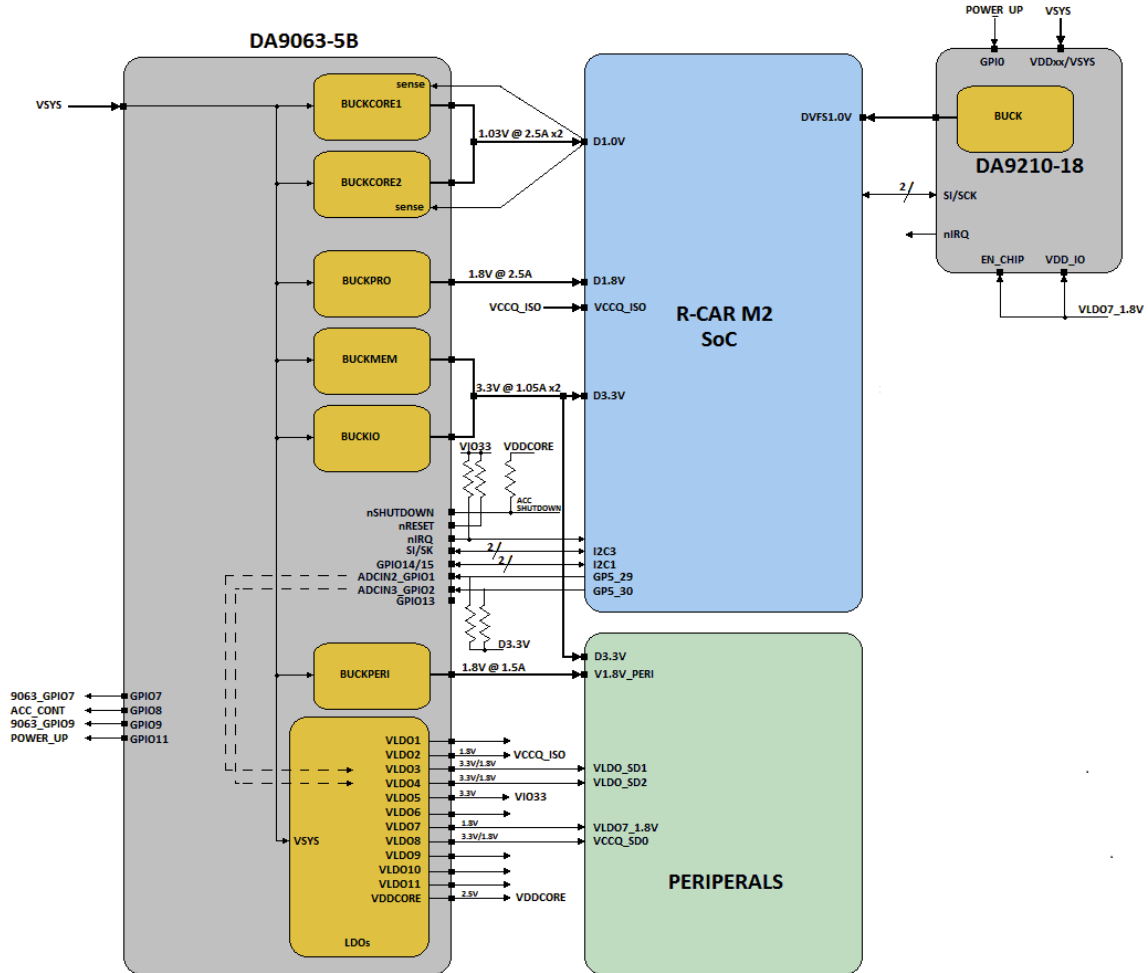 POWER_UP
VSYS
DA9063-5B
GPI0
VDDxx/VSYS
sense
VSYS
BUCKCORE1
BUCK
DVFS1.0V
1.03V @ 2.5A x2
D1.0V
DA9210-18
BUCKCORE2
2
SI/SCK
sense
nIRQ
EN_CHIP
VDD_IO
BUCKPRO
1.8V @ 2.5A
D1.8V
VCCQ_ISO
VCCQ_ISO
VLDO7_1.8V
R-CAR M2
SoC
BUCKMEM
3.3V @ 1.05A x2
D3.3V
BUCKIO
VIO33
VDDCORE
ACC
SHUTDOWN
nSHUTDOWN
nRESET
nIRQ
SI/SK
2
I2C3
GPIO14/15
2
I2C1
ADCIN2_GPIO1
GP5_29
ADCIN3_GPIO2
GP5_30
GPIO13
D3.3V
D3.3V
BUCKPERI
1.8V @ 1.5A
V1.8V_PERI
9063_GPIO7
GPIO7
ACC_CONT
GPIO8
9063_GPIO9
GPIO9
POWER_UP
GPIO11
VLDO1
VLDO2
1.8V
VCCQ_ISO
VLDO3
3.3V/1.8V
VLDO_SD1
VLDO4
3.3V/1.8V
VLDO_SD2
VLDO5
3.3V
VIO33
VLDO6
VLDO7
1.8V
VLDO7_1.8V
VSYS
VLDO8
3.3V/1.8V
VCCQ_SD0
VLDO9
VLDO10
VLDO11
VDDCORE
2.5V
VDDCORE
PERIPERALS
LDOs